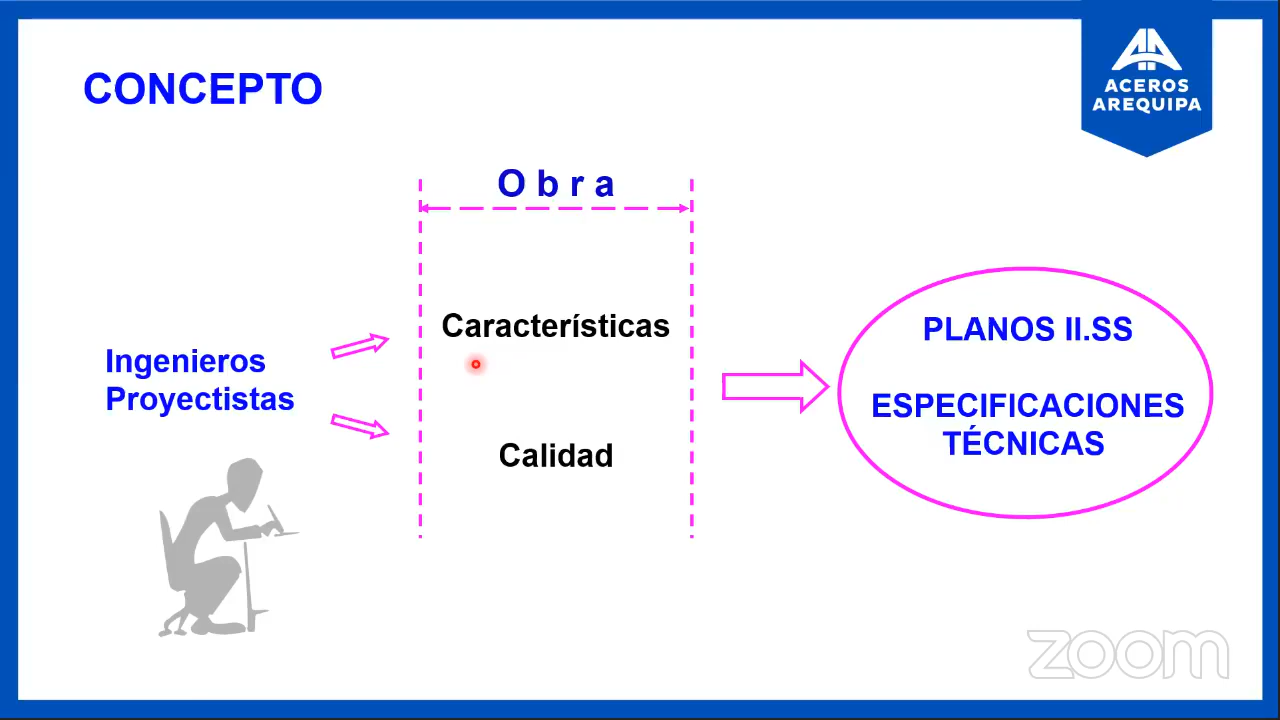 CONCEPTO
ACEROS
AREQUIPA
O b r a
Características
Ingenieros
Proyectistas
Calidad
PLANOS II.SS
ESPECIFICACIONES
TÉCNICAS
zoom